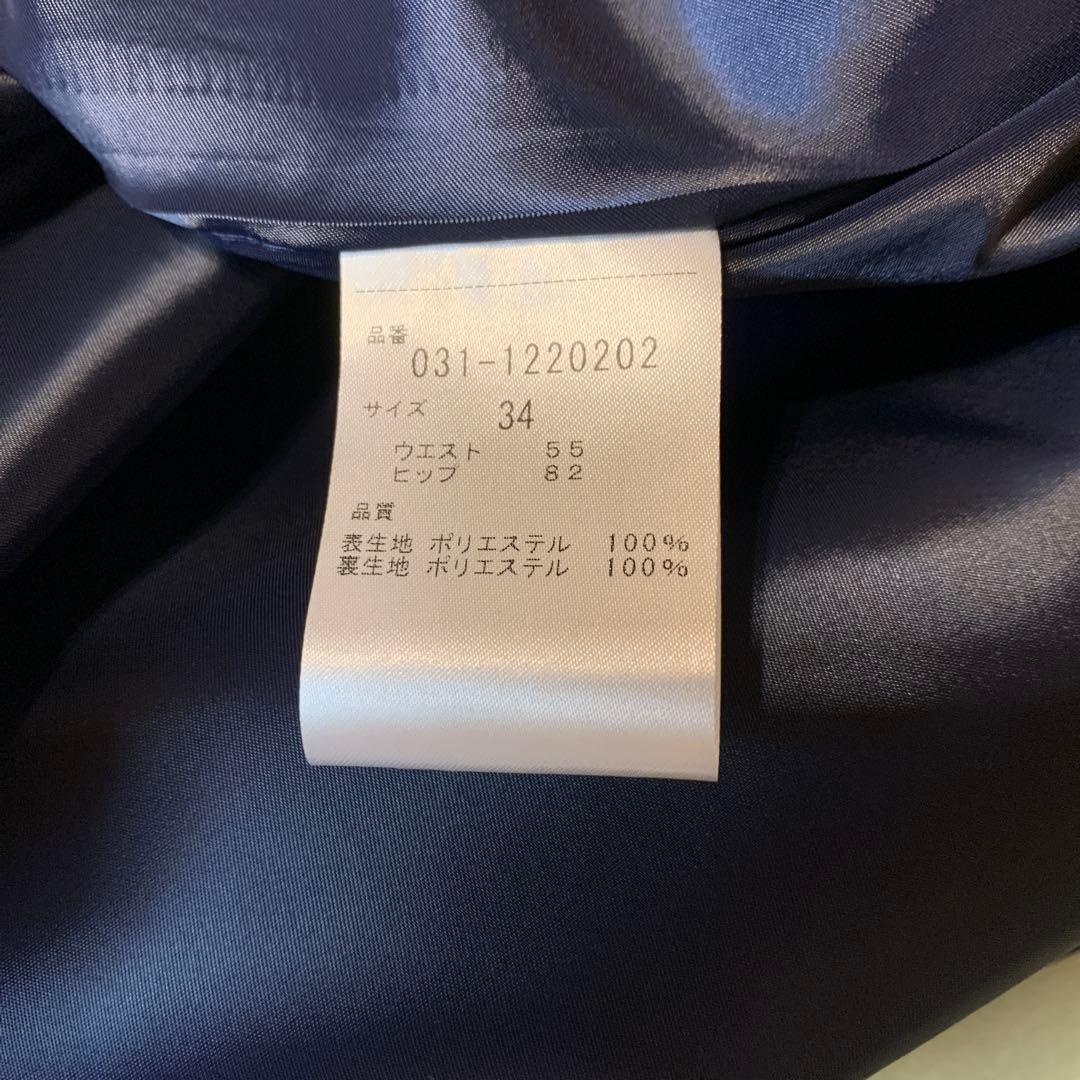 品番
031-1220202
サイズ 34
ウエスト 55
ヒップ 82
品質
表生地 ポリエステル 100%
裏生地 ポリエステル 100%